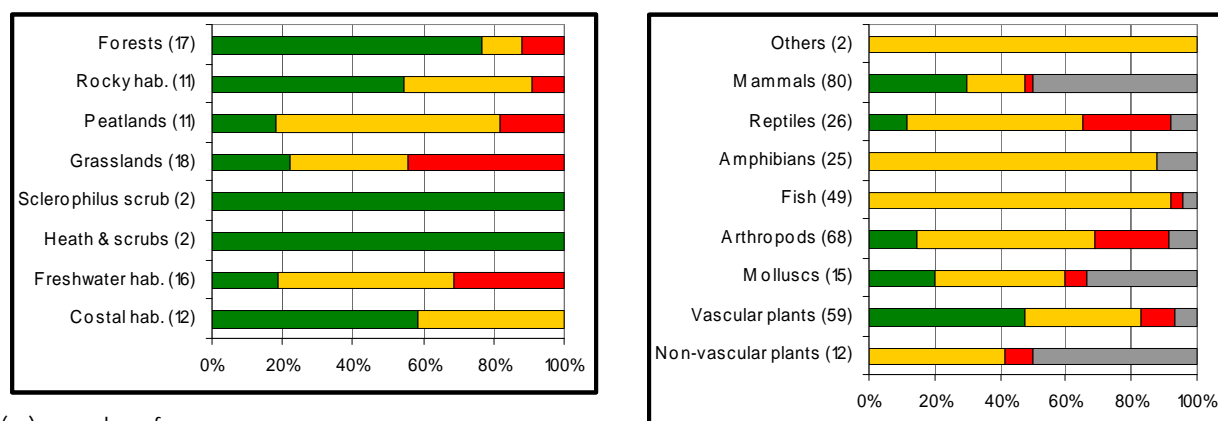 Forests (17)
Rocky hab. (11)
Peatlands (11)
Grasslands (18)
Sclerophilus scrub (2)
Heath & scrubs (2)
Freshwater hab. (16)
Costal hab. (12)
0% 20% 40% 60% 80% 100%
Others (2)
Mammals (80)
Reptiles (26)
Amphibians (25)
Fish (49)
Arthropods (68)
Molluscs (15)
Vascular plants (59)
Non-vascular plants (12)
0% 20% 40% 60% 80% 100%